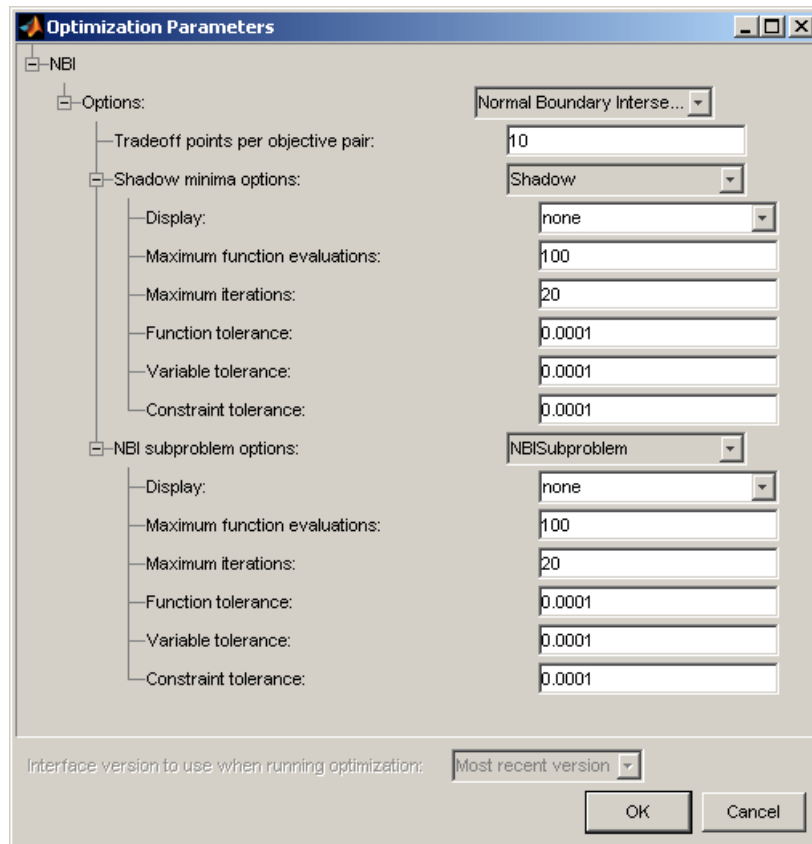 Optimization Parameters
NBI
Options: Normal Boundary Interse...
Tradeoff points per objective pair: 10
Shadow minima options: Shadow
Display: none
Maximum function evaluations: 100
Maximum iterations: 20
Function tolerance: 0.0001
Variable tolerance: 0.0001
Constraint tolerance: 0.0001
NBI subproblem options: NBISubproblem
Display: none
Maximum function evaluations: 100
Maximum iterations: 20
Function tolerance: 0.0001
Variable tolerance: 0.0001
Constraint tolerance: 0.0001
Interface version to use when running optimization: Most recent version
OK Cancel